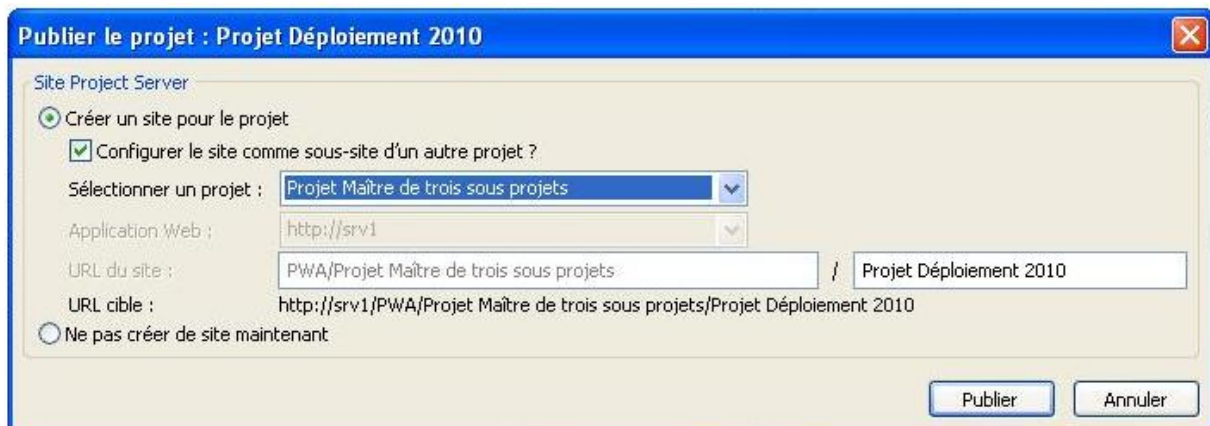 Publier le projet : Projet Déploiement 2010
Site Project Server
Créer un site pour le projet
Configurer le site comme sous-site d'un autre projet ?
Sélectionner un projet : Projet Maître de trois sous projets
Application Web : http://srv1
URL du site : PWA/Projet Maître de trois sous projets / Projet Déploiement 2010
URL cible : http://srv1/PWA/Projet Maître de trois sous projets/Projet Déploiement 2010
Ne pas créer de site maintenant
Publier Annuler